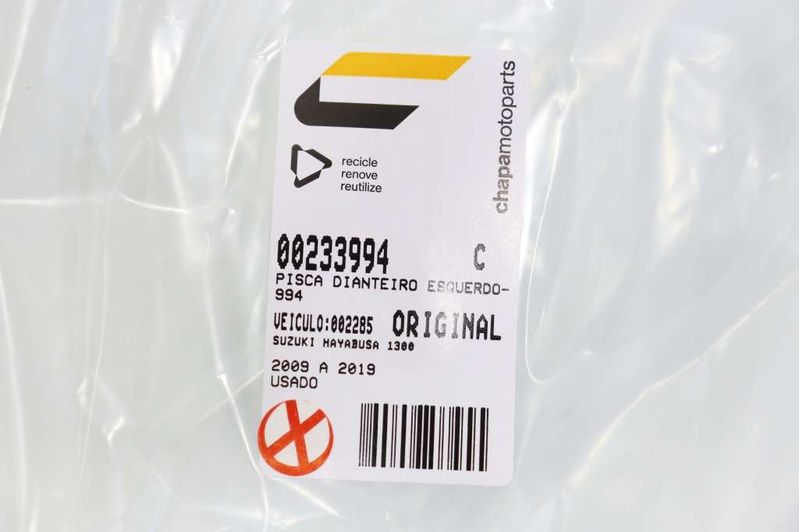 chapamotoparts
recicle
renove
reutilize
00233994 C
PISCA DIANTEIRO ESQUERDO-
994
VEICULO:002285 ORIGINAL
SUZUKI HAYABUSA 1300
2009 A 2019
USADO